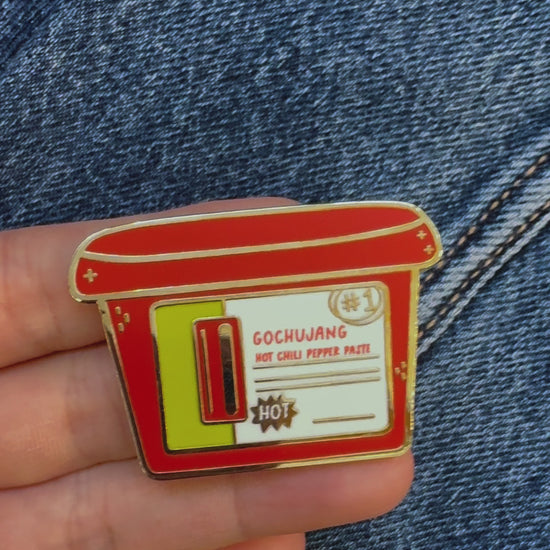 #1
GOCHUJANG
HOT CHILI PEPPER PASTE
HOT